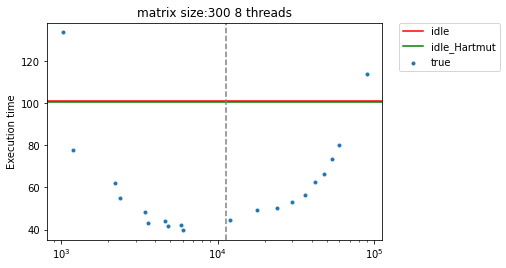 matrix size:300 8 threads
idle
idle_Hartmut
true
Execution time
120
100
80
60
40
10³
10⁴
10⁵